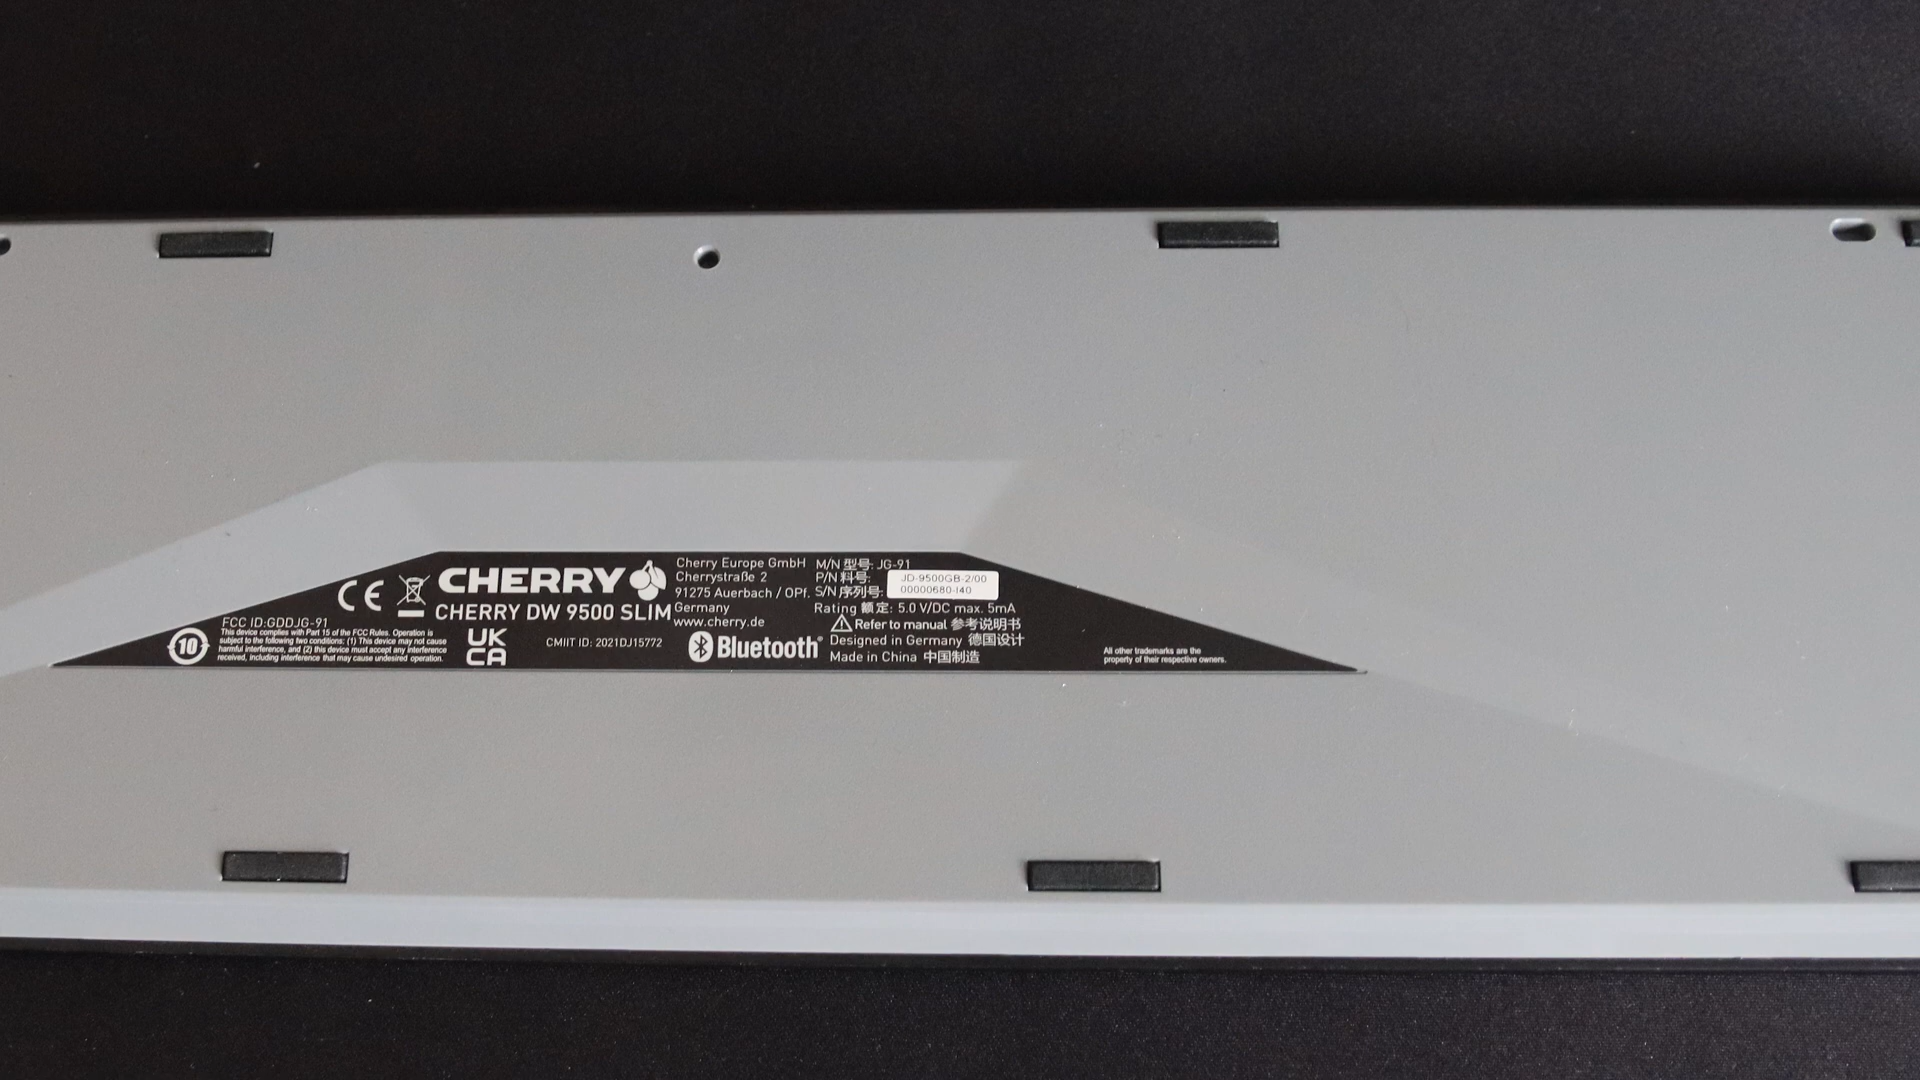 CHERRY
CHERRY DW 9500 SLIM
FCC ID:GDDJG-91
10
This device complies with Part 15 of the FCC Rules. Operation is
subject to the following two conditions: (1) This device may not cause
harmful interference, and (2) this device must accept any interference
received, including interference that may cause undesired operation.
UK
CA
CMIIT ID: 2021DJ15772
Cherry Europe GmbH
Cherrystraße 2
91275 Auerbach / OPf.
Germany
www.cherry.de
Bluetooth®
M/N 型号: JG-91
P/N 料号: JD-9500GB-2/00
S/N 序列号: 00000680-I40
Rating 额定: 5.0 V/DC max. 5mA
Refer to manual 参考说明书
Designed in Germany 德国设计
Made in China 中国制造
All other trademarks are the
property of their respective owners.